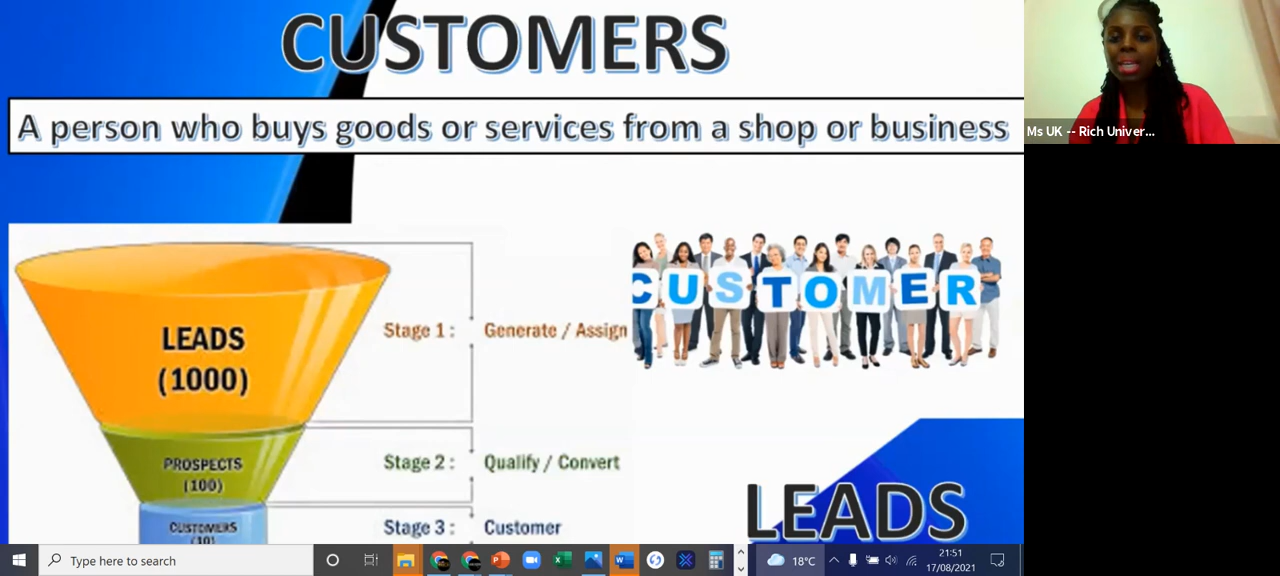 CUSTOMERS
A person who buys goods or services from a shop or business
Ms UK -- Rich Univer...
LEADS
(1000)
Stage 1 : Generate / Assign
CUSTOMER
PROSPECTS
(100)
Stage 2 : Qualify / Convert
CUSTOMERS
(10)
Stage 3 : Customer
LEADS
Type here to search
18°C
21:51
17/08/2021